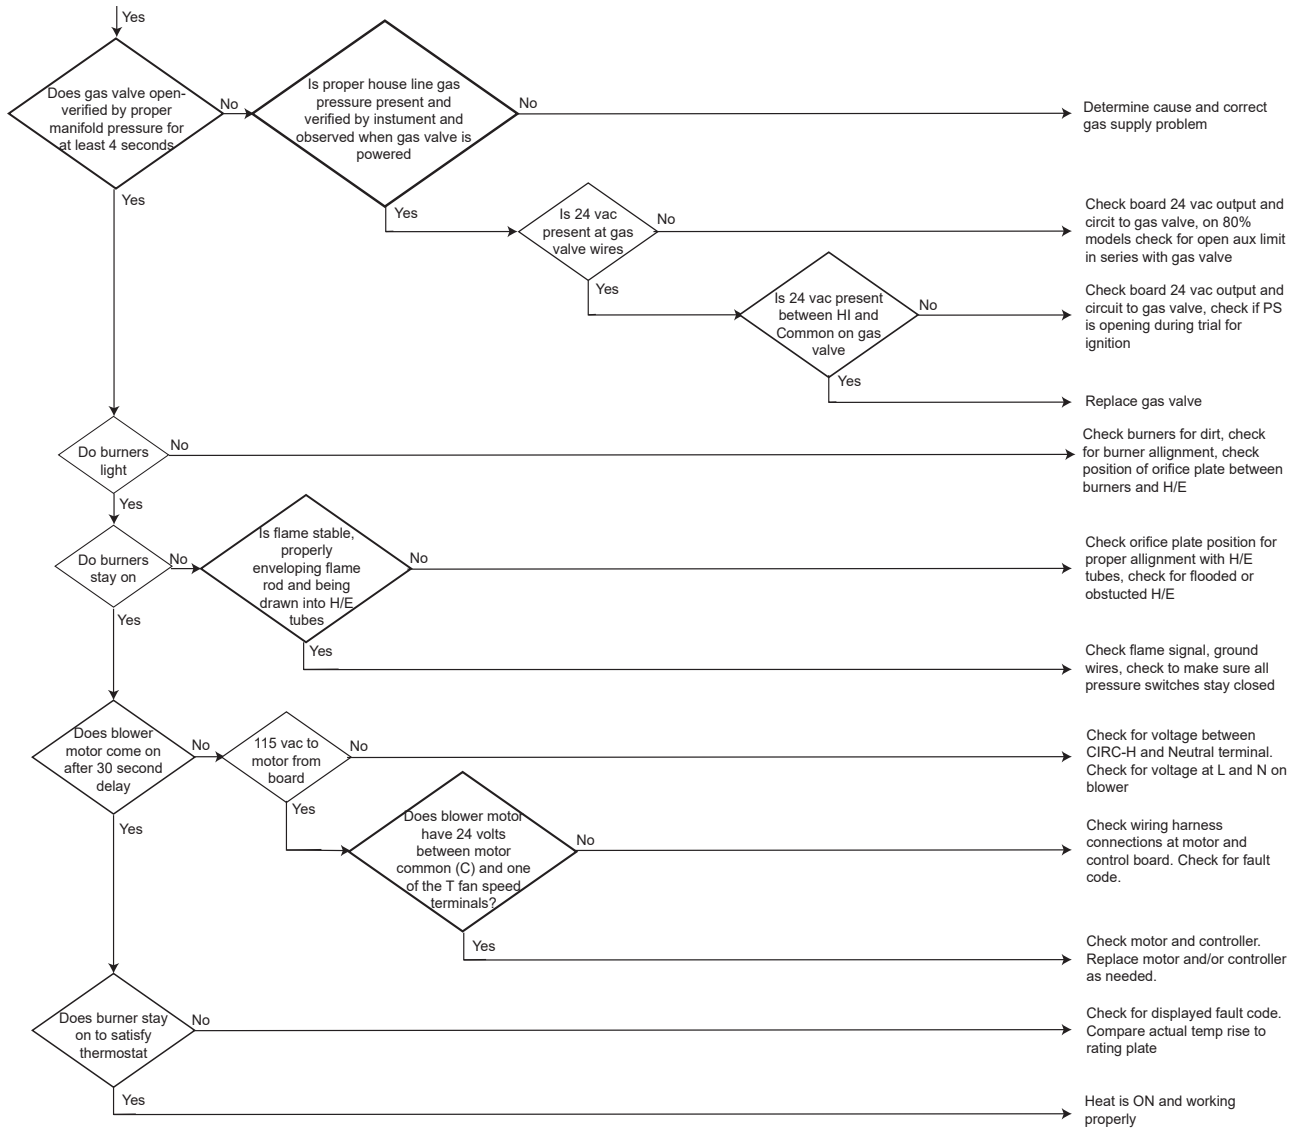 Yes
Does gas valve open-
verified by proper
manifold pressure for
at least 4 seconds
No
Is proper house line gas
pressure present and
verified by instument and
observed when gas valve is
powered
No
Determine cause and correct
gas supply problem
Yes
Yes
Is 24 vac
present at gas
valve wires
No
Check board 24 vac output and
circit to gas valve, on 80%
models check for open aux limit
in series with gas valve
Yes
Is 24 vac present
between HI and
Common on gas
valve
No
Check board 24 vac output and
circuit to gas valve, check if PS
is opening during trial for
ignition
Yes
Replace gas valve
Do burners
light
No
Check burners for dirt, check
for burner allignment, check
position of orifice plate between
burners and H/E
Yes
Do burners
stay on
No
Is flame stable,
properly
enveloping flame
rod and being
drawn into H/E
tubes
No
Check orifice plate position for
proper allignment with H/E
tubes, check for flooded or
obstucted H/E
Yes
Yes
Check flame signal, ground
wires, check to make sure all
pressure switches stay closed
Does blower
motor come on
after 30 second
delay
No
115 vac to
motor from
board
No
Check for voltage between
CIRC-H and Neutral terminal.
Check for voltage at L and N on
blower
Yes
Yes
Does blower motor
have 24 volts
between motor
common (C) and one
of the T fan speed
terminals?
No
Check wiring harness
connections at motor and
control board. Check for fault
code.
Yes
Check motor and controller.
Replace motor and/or controller
as needed.
Does burner stay
on to satisfy
thermostat
No
Check for displayed fault code.
Compare actual temp rise to
rating plate
Yes
Heat is ON and working
properly